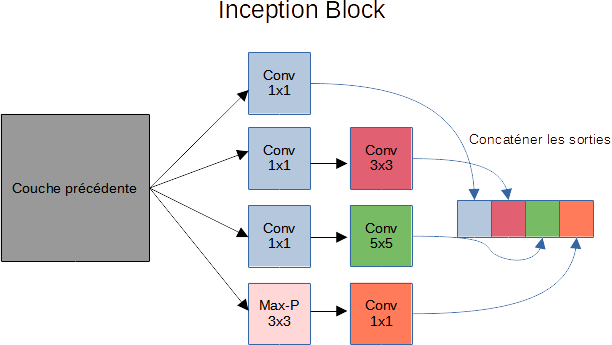 Inception Block
Conv
1x1
Conv
1x1
Conv
3x3
Concaténer les sorties
Couche précédente
Conv
1x1
Conv
5x5
Max-P
3x3
Conv
1x1